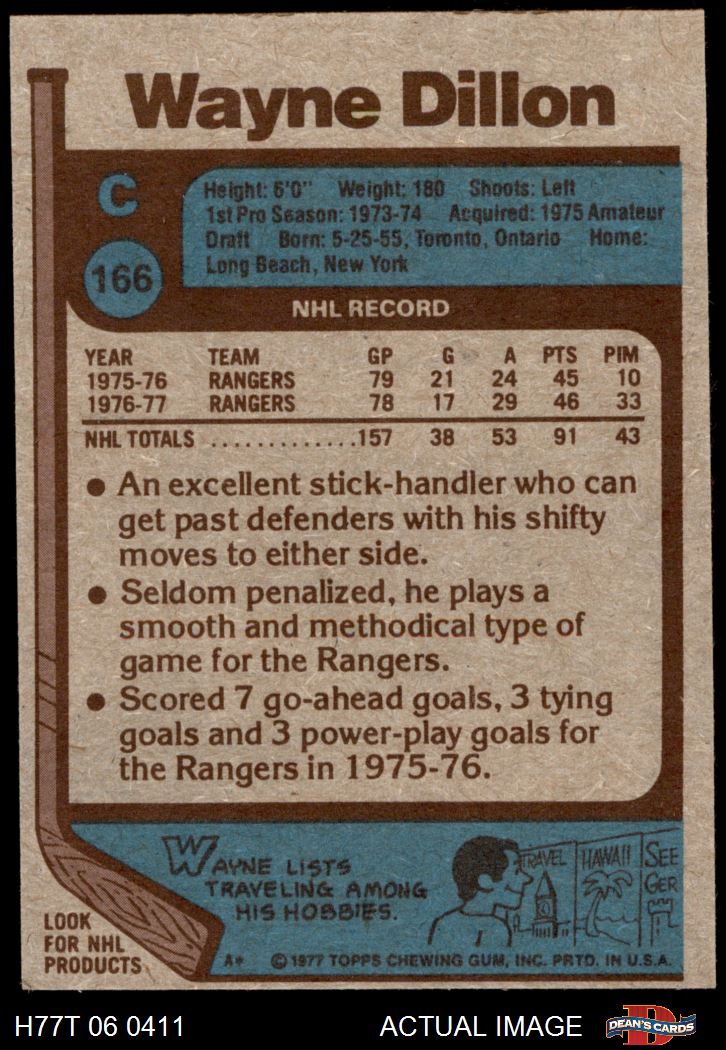 Wayne Dillon
C
166
Height: 6'0" Weight: 180 Shoots: Left
1st Pro Season: 1973-74 Acquired: 1975 Amateur
Draft Born: 5-25-55, Toronto, Ontario Home:
Long Beach, New York
NHL RECORD
YEAR TEAM GP G A PTS PIM
1975-76 RANGERS 79 21 24 45 10
1976-77 RANGERS 78 17 29 46 33
NHL TOTALS .............157 38 53 91 43
● An excellent stick-handler who can
get past defenders with his shifty
moves to either side.
● Seldom penalized, he plays a
smooth and methodical type of
game for the Rangers.
● Scored 7 go-ahead goals, 3 tying
goals and 3 power-play goals for
the Rangers in 1975-76.
WAYNE LISTS
TRAVELING AMONG
HIS HOBBIES.
TRAVEL
HAWAII
SEE
GER
LOOK
FOR NHL
PRODUCTS
A* © 1977 TOPPS CHEWING GUM, INC. PRTD. IN U.S.A.
H77T 06 0411 ACTUAL IMAGE
DEAN'S CARDS